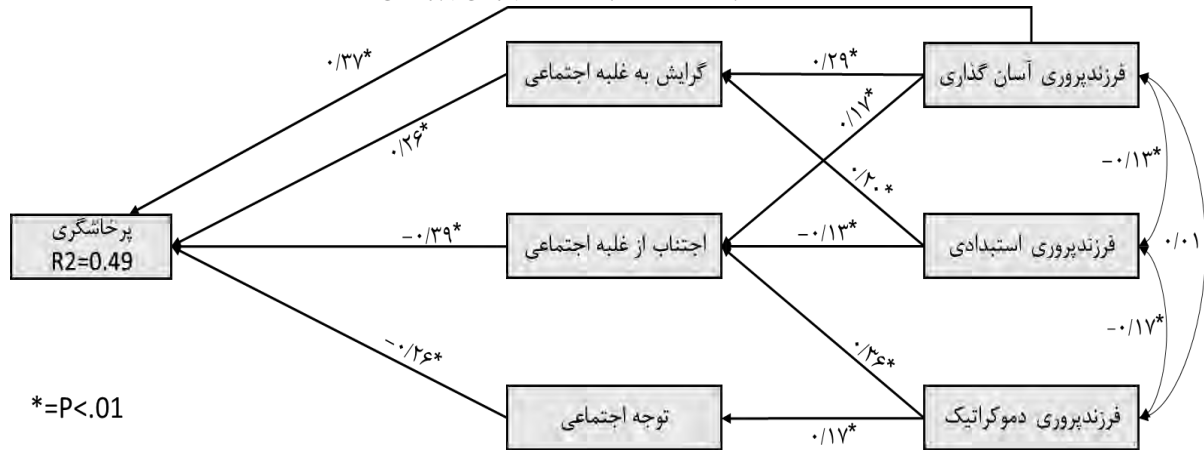 ۰/۳۷*
گرایش به غلبه اجتماعی
۰/۲۹*
فرزندپروری آسان گذاری
۰/۲۶*
۰/۱۷*
-۰/۱۳*
۰/۲۰*
پرخاشگری
R2=0.49
-۰/۳۹*
اجتناب از غلبه اجتماعی
-۰/۱۳*
فرزندپروری استبدادی
۰/۰۱
-۰/۱۷*
-۰/۲۶*
۰/۳۶*
*=P<.01
توجه اجتماعی
۰/۱۷*
فرزندپروری دموکراتیک